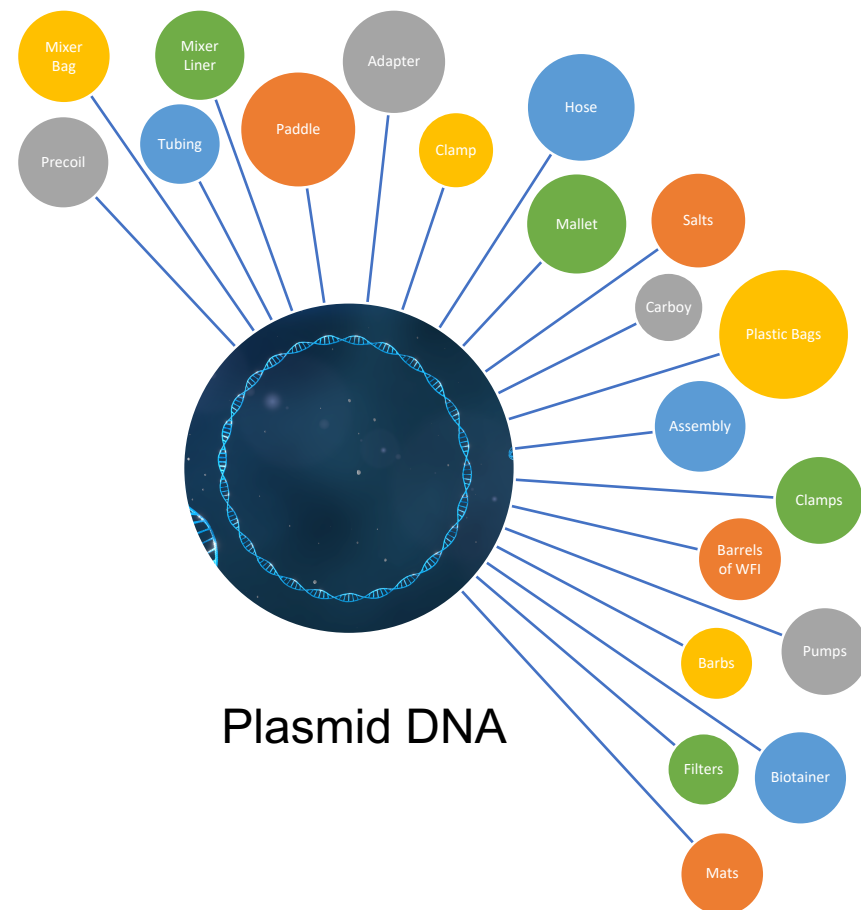 Mixer
Bag
Mixer
Liner
Adapter
Paddle
Tubing
Precoil
Clamp
Hose
Mallet
Salts
Carboy
Plastic Bags
Assembly
Clamps
Barrels
of WFI
Pumps
Barbs
Plasmid DNA
Filters
Biotainer
Mats